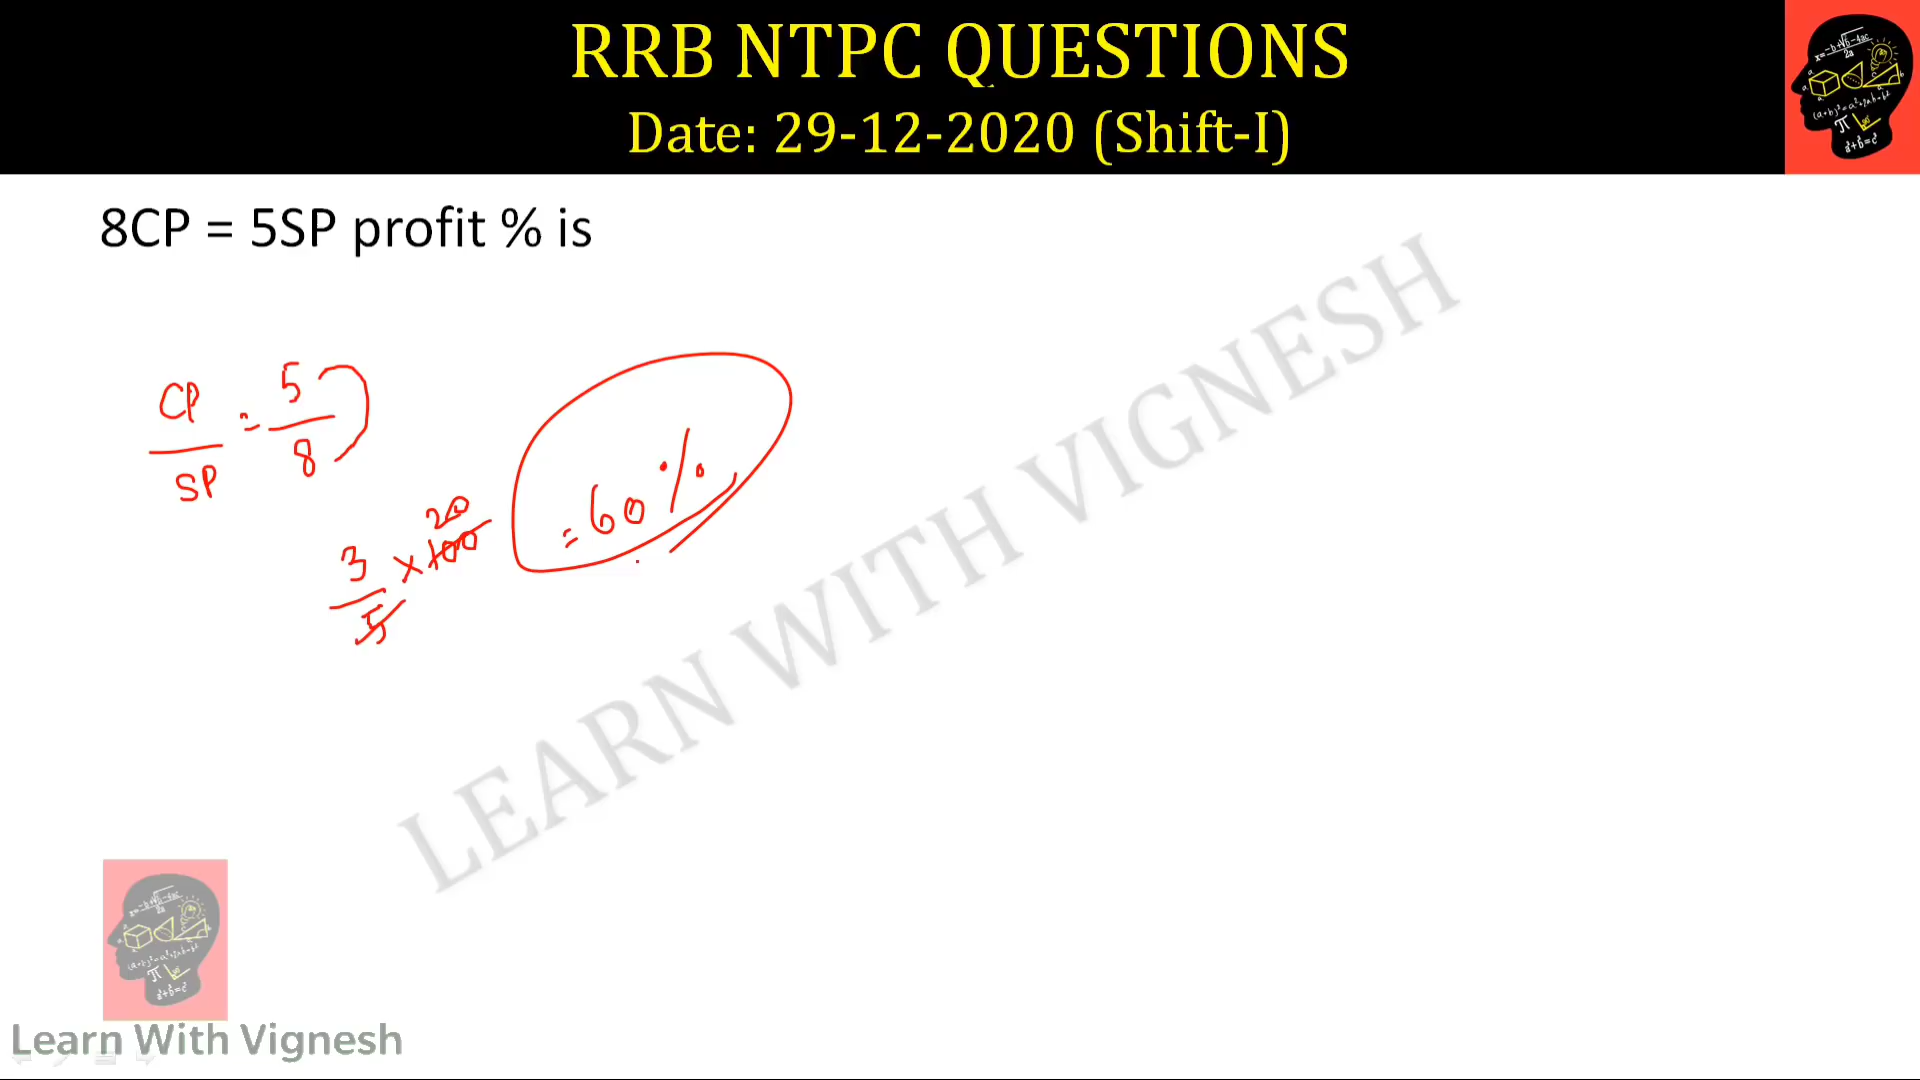 RRB NTPC QUESTIONS
Date: 29-12-2020 (Shift-I)
8CP = 5SP profit % is
CP/SP = 5/8
3/5 × 100 20 = 60%
LEARN WITH VIGNESH
Learn With Vignesh